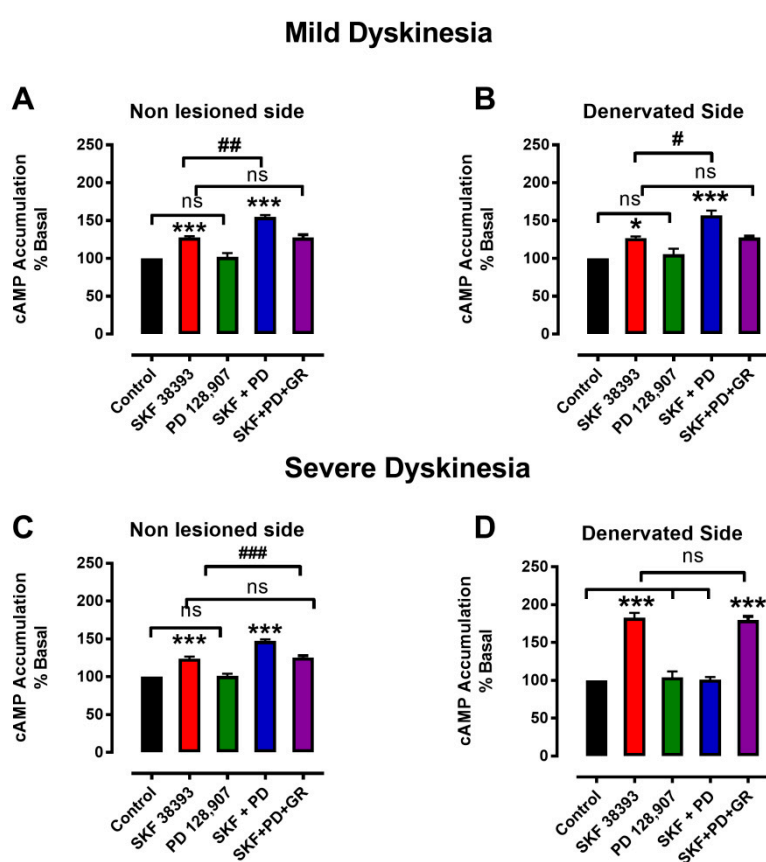 Mild Dyskinesia
A
Non lesioned side
cAMP Accumulation
% Basal
250
200
150
100
50
0
##
ns
ns
***
***
Control
SKF 38393
PD 128,907
SKF + PD
SKF+PD+GR
B
Denervated Side
cAMP Accumulation
% Basal
250
200
150
100
50
0
#
ns
ns
*
***
Control
SKF 38393
PD 128,907
SKF + PD
SKF+PD+GR
Severe Dyskinesia
C
Non lesioned side
cAMP Accumulation
% Basal
250
200
150
100
50
0
###
ns
ns
***
***
Control
SKF 38393
PD 128,907
SKF + PD
SKF+PD+GR
D
Denervated Side
cAMP Accumulation
% Basal
250
200
150
100
50
0
ns
***
***
Control
SKF 38393
PD 128,907
SKF + PD
SKF+PD+GR